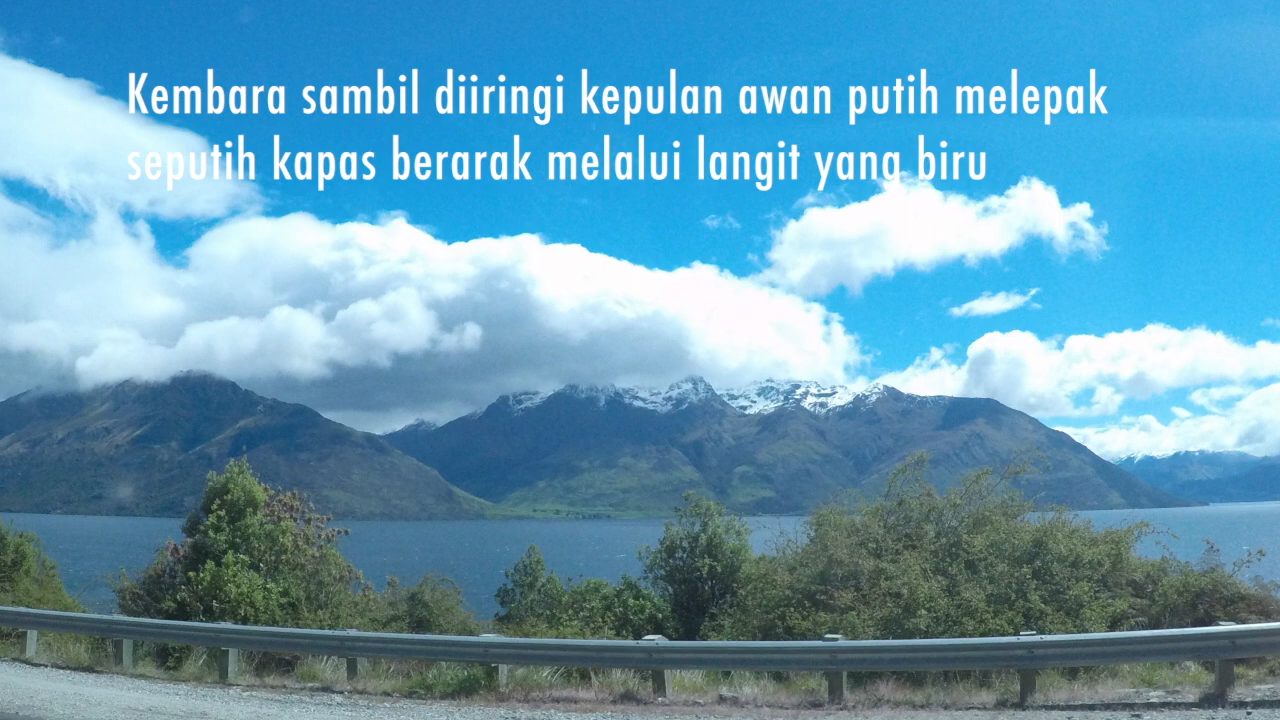 Kembara sambil diiringi kepulan awan putih melepak
seputih kapas berarak melalui langit yang biru